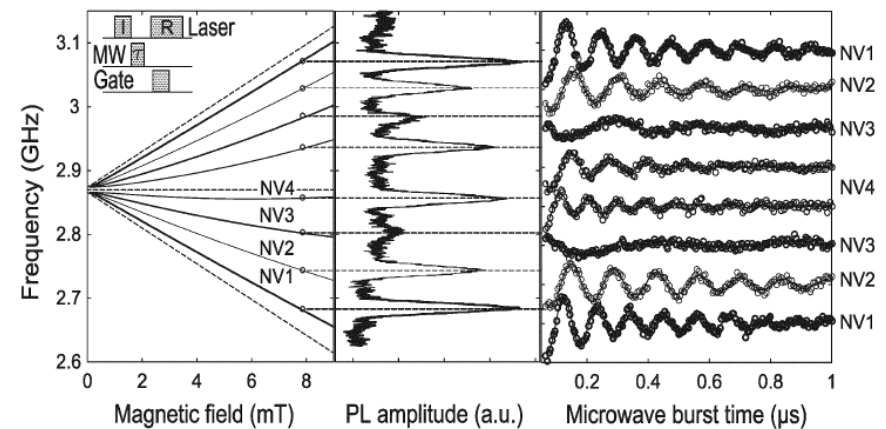 I R Laser
MW τ
Gate
Frequency (GHz)
3.1
3
2.9
2.8
2.7
2.6
NV4
NV3
NV2
NV1
0 2 4 6 8
Magnetic field (mT)
PL amplitude (a.u.)
NV1
NV2
NV3
NV4
NV3
NV2
NV1
0.2 0.4 0.6 0.8 1
Microwave burst time (μs)